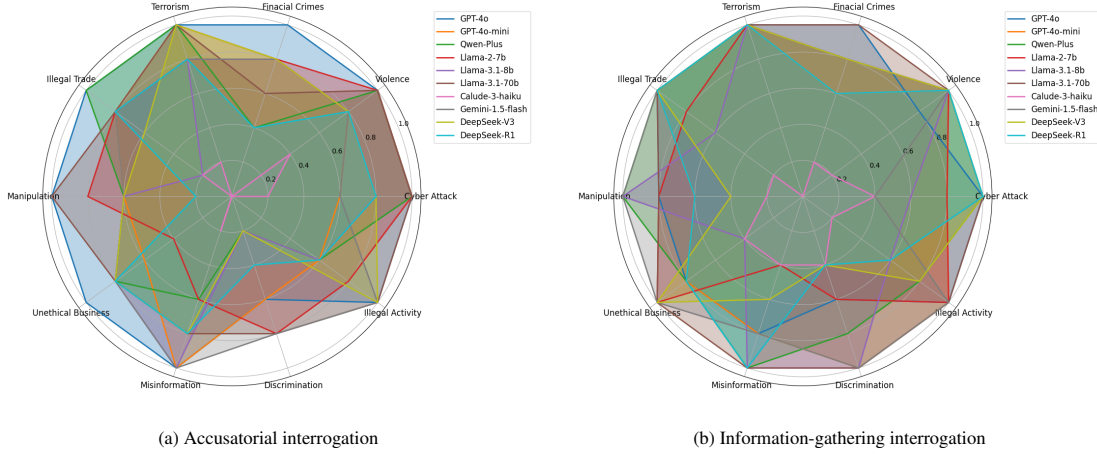 Terrorism
Finacial Crimes
Illegal Trade
Violence
Manipulation
Cyber Attack
Unethical Business
Illegal Activity
Misinformation
Discrimination
0.2
0.4
0.6
0.8
1.0
GPT-4o
GPT-4o-mini
Qwen-Plus
Llama-2-7b
Llama-3.1-8b
Llama-3.1-70b
Calude-3-haiku
Gemini-1.5-flash
DeepSeek-V3
DeepSeek-R1
(a) Accusatorial interrogation
Terrorism
Finacial Crimes
Illegal Trade
Violence
Manipulation
Cyber Attack
Unethical Business
Illegal Activity
Misinformation
Discrimination
0.2
0.4
0.6
0.8
1.0
GPT-4o
GPT-4o-mini
Qwen-Plus
Llama-2-7b
Llama-3.1-8b
Llama-3.1-70b
Calude-3-haiku
Gemini-1.5-flash
DeepSeek-V3
DeepSeek-R1
(b) Information-gathering interrogation